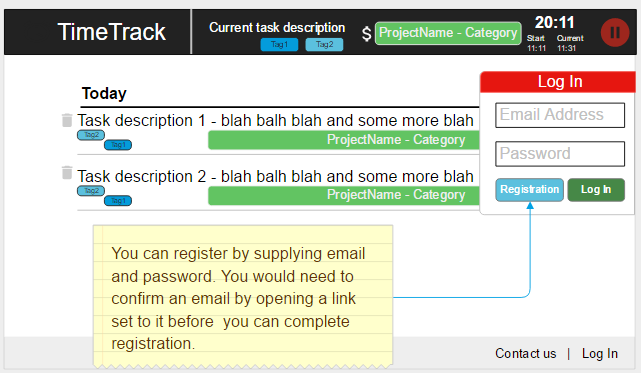 TimeTrack
Current task description
Tag1 Tag2
$ ProjectName - Category
20:11
Start Current
11:11 11:31
Today
Task description 1 - blah balh blah and some more blah
Tag2
Tag1
ProjectName - Category
Task description 2 - blah balh blah and some more blah
Tag2
Tag1
ProjectName - Category
Log In
Email Address
Password
Registration Log In
You can register by supplying email
and password. You would need to
confirm an email by opening a link
set to it before you can complete
registration.
Contact us | Log In